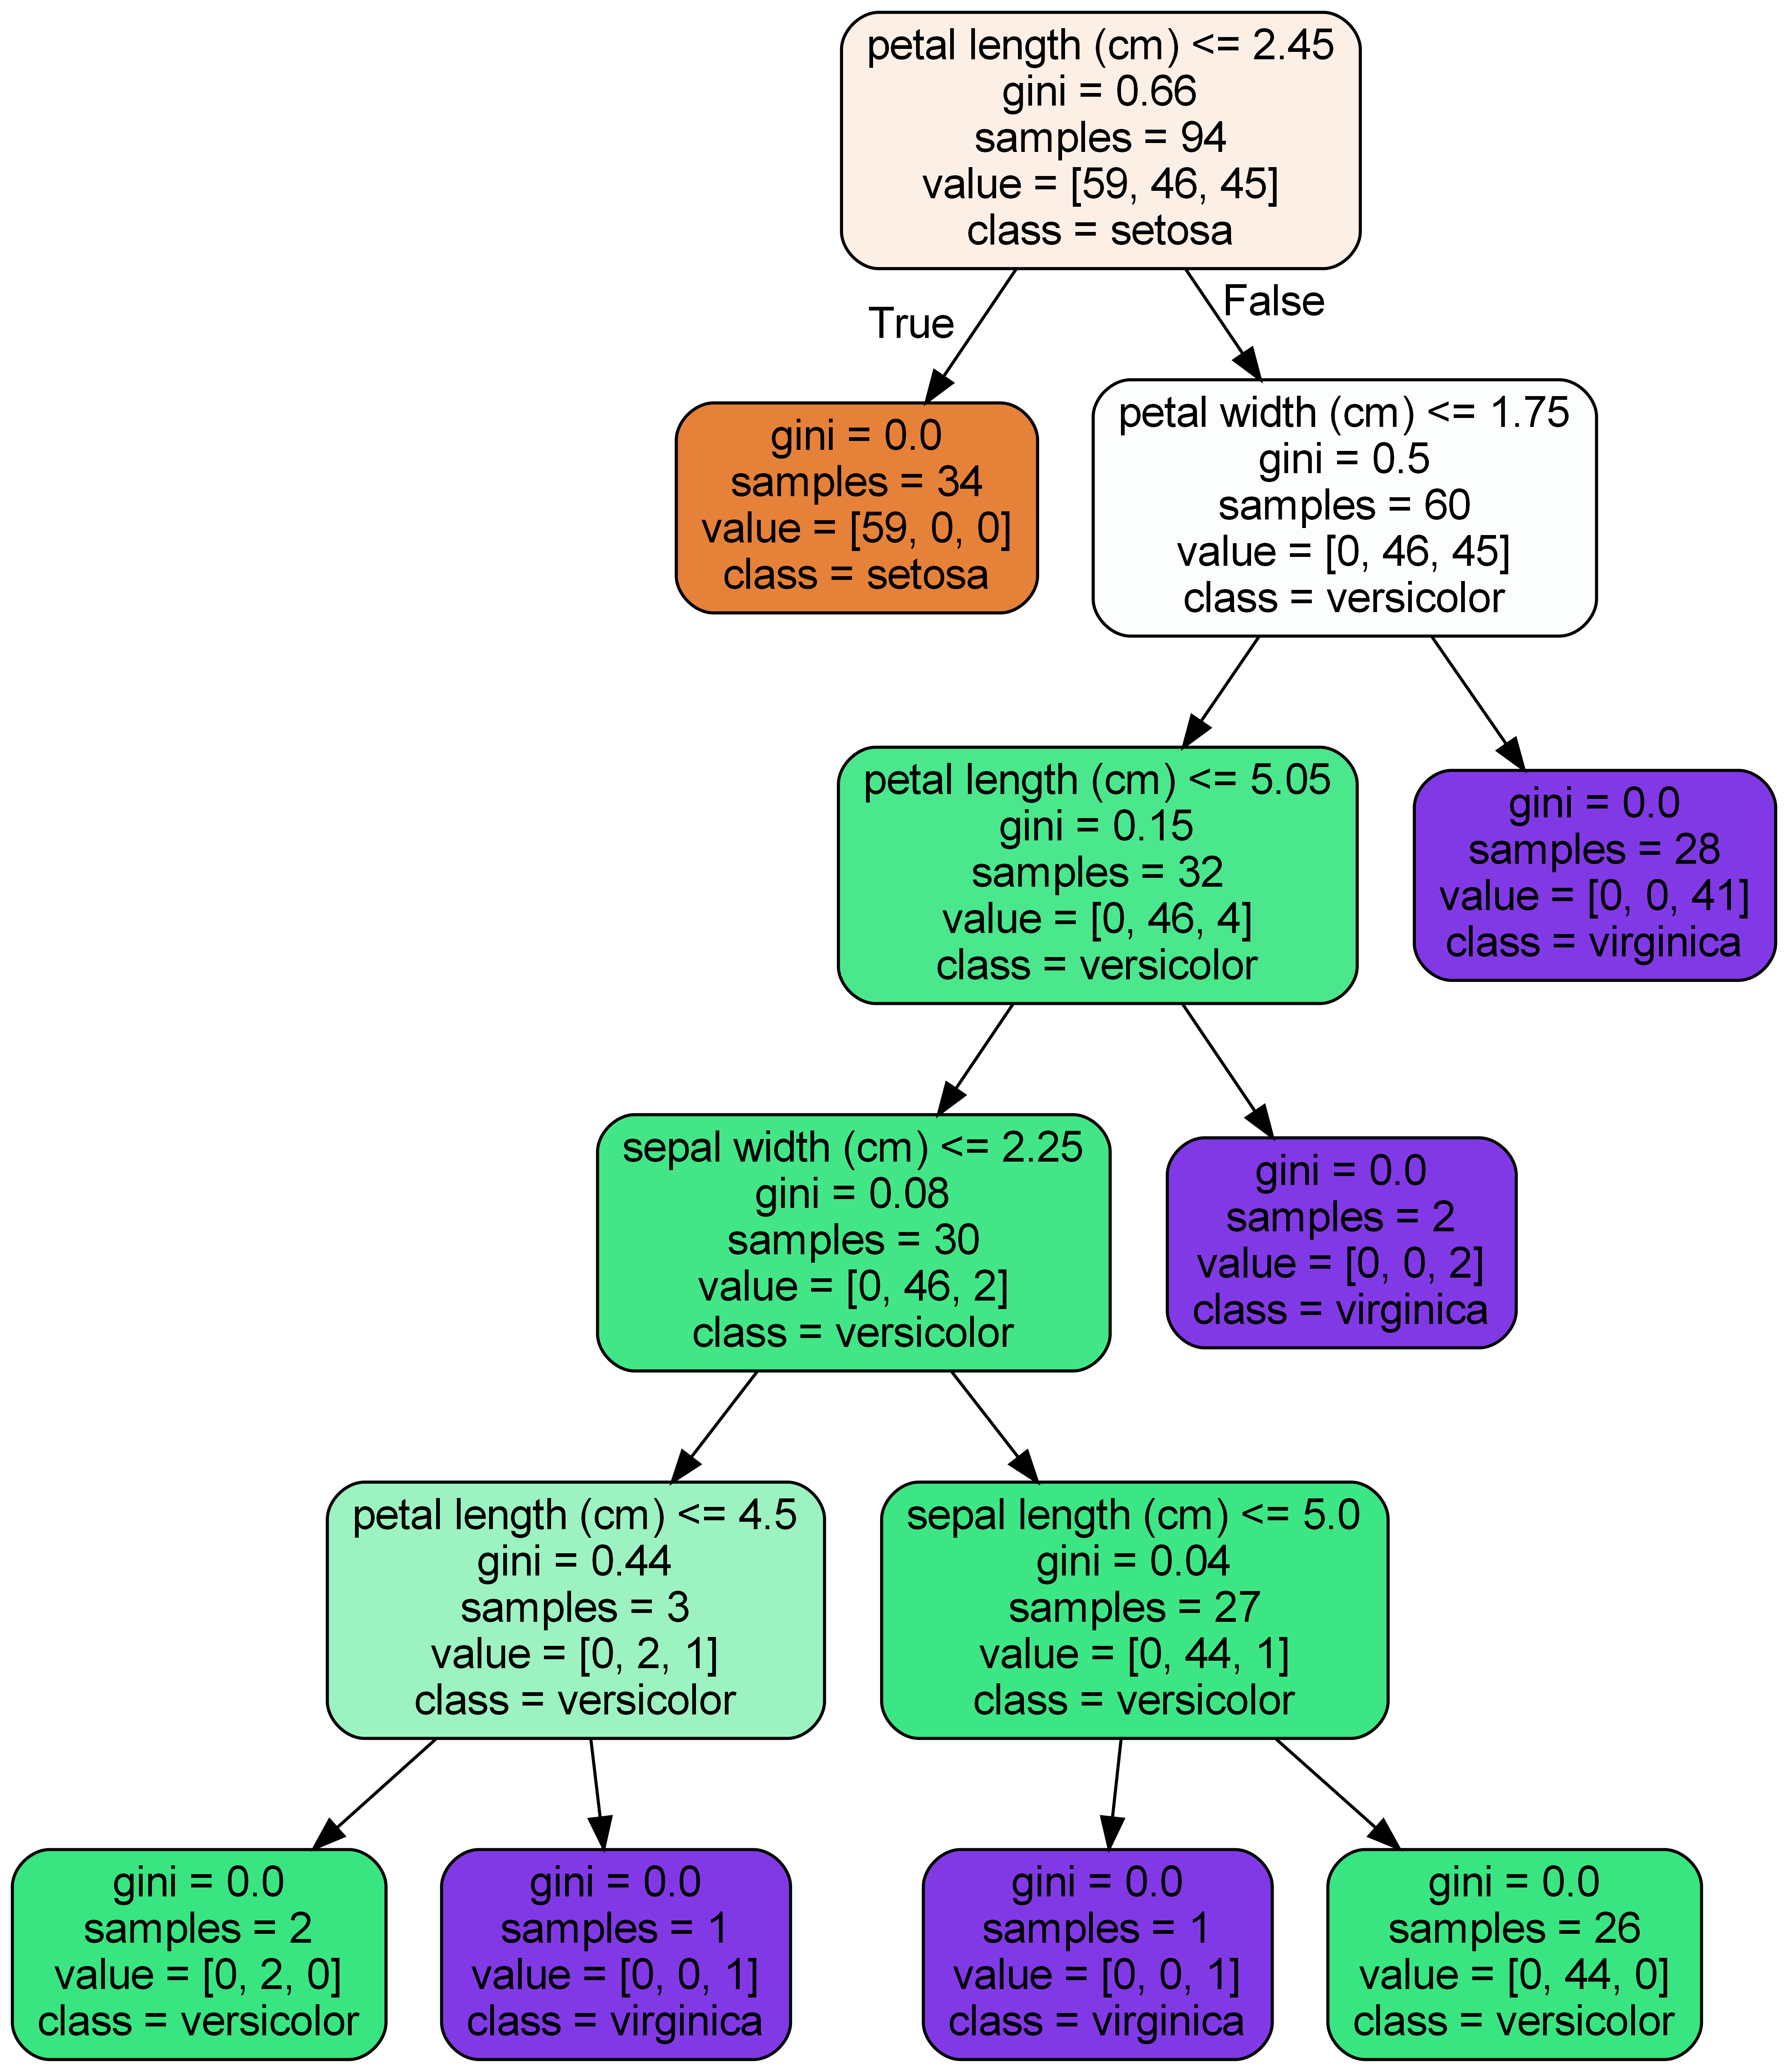 petal length (cm) <= 2.45
gini = 0.66
samples = 94
value = [59, 46, 45]
class = setosa
True
False
gini = 0.0
samples = 34
value = [59, 0, 0]
class = setosa
petal width (cm) <= 1.75
gini = 0.5
samples = 60
value = [0, 46, 45]
class = versicolor
petal length (cm) <= 5.05
gini = 0.15
samples = 32
value = [0, 46, 4]
class = versicolor
gini = 0.0
samples = 28
value = [0, 0, 41]
class = virginica
sepal width (cm) <= 2.25
gini = 0.08
samples = 30
value = [0, 46, 2]
class = versicolor
gini = 0.0
samples = 2
value = [0, 0, 2]
class = virginica
petal length (cm) <= 4.5
gini = 0.44
samples = 3
value = [0, 2, 1]
class = versicolor
sepal length (cm) <= 5.0
gini = 0.04
samples = 27
value = [0, 44, 1]
class = versicolor
gini = 0.0
samples = 2
value = [0, 2, 0]
class = versicolor
gini = 0.0
samples = 1
value = [0, 0, 1]
class = virginica
gini = 0.0
samples = 1
value = [0, 0, 1]
class = virginica
gini = 0.0
samples = 26
value = [0, 44, 0]
class = versicolor